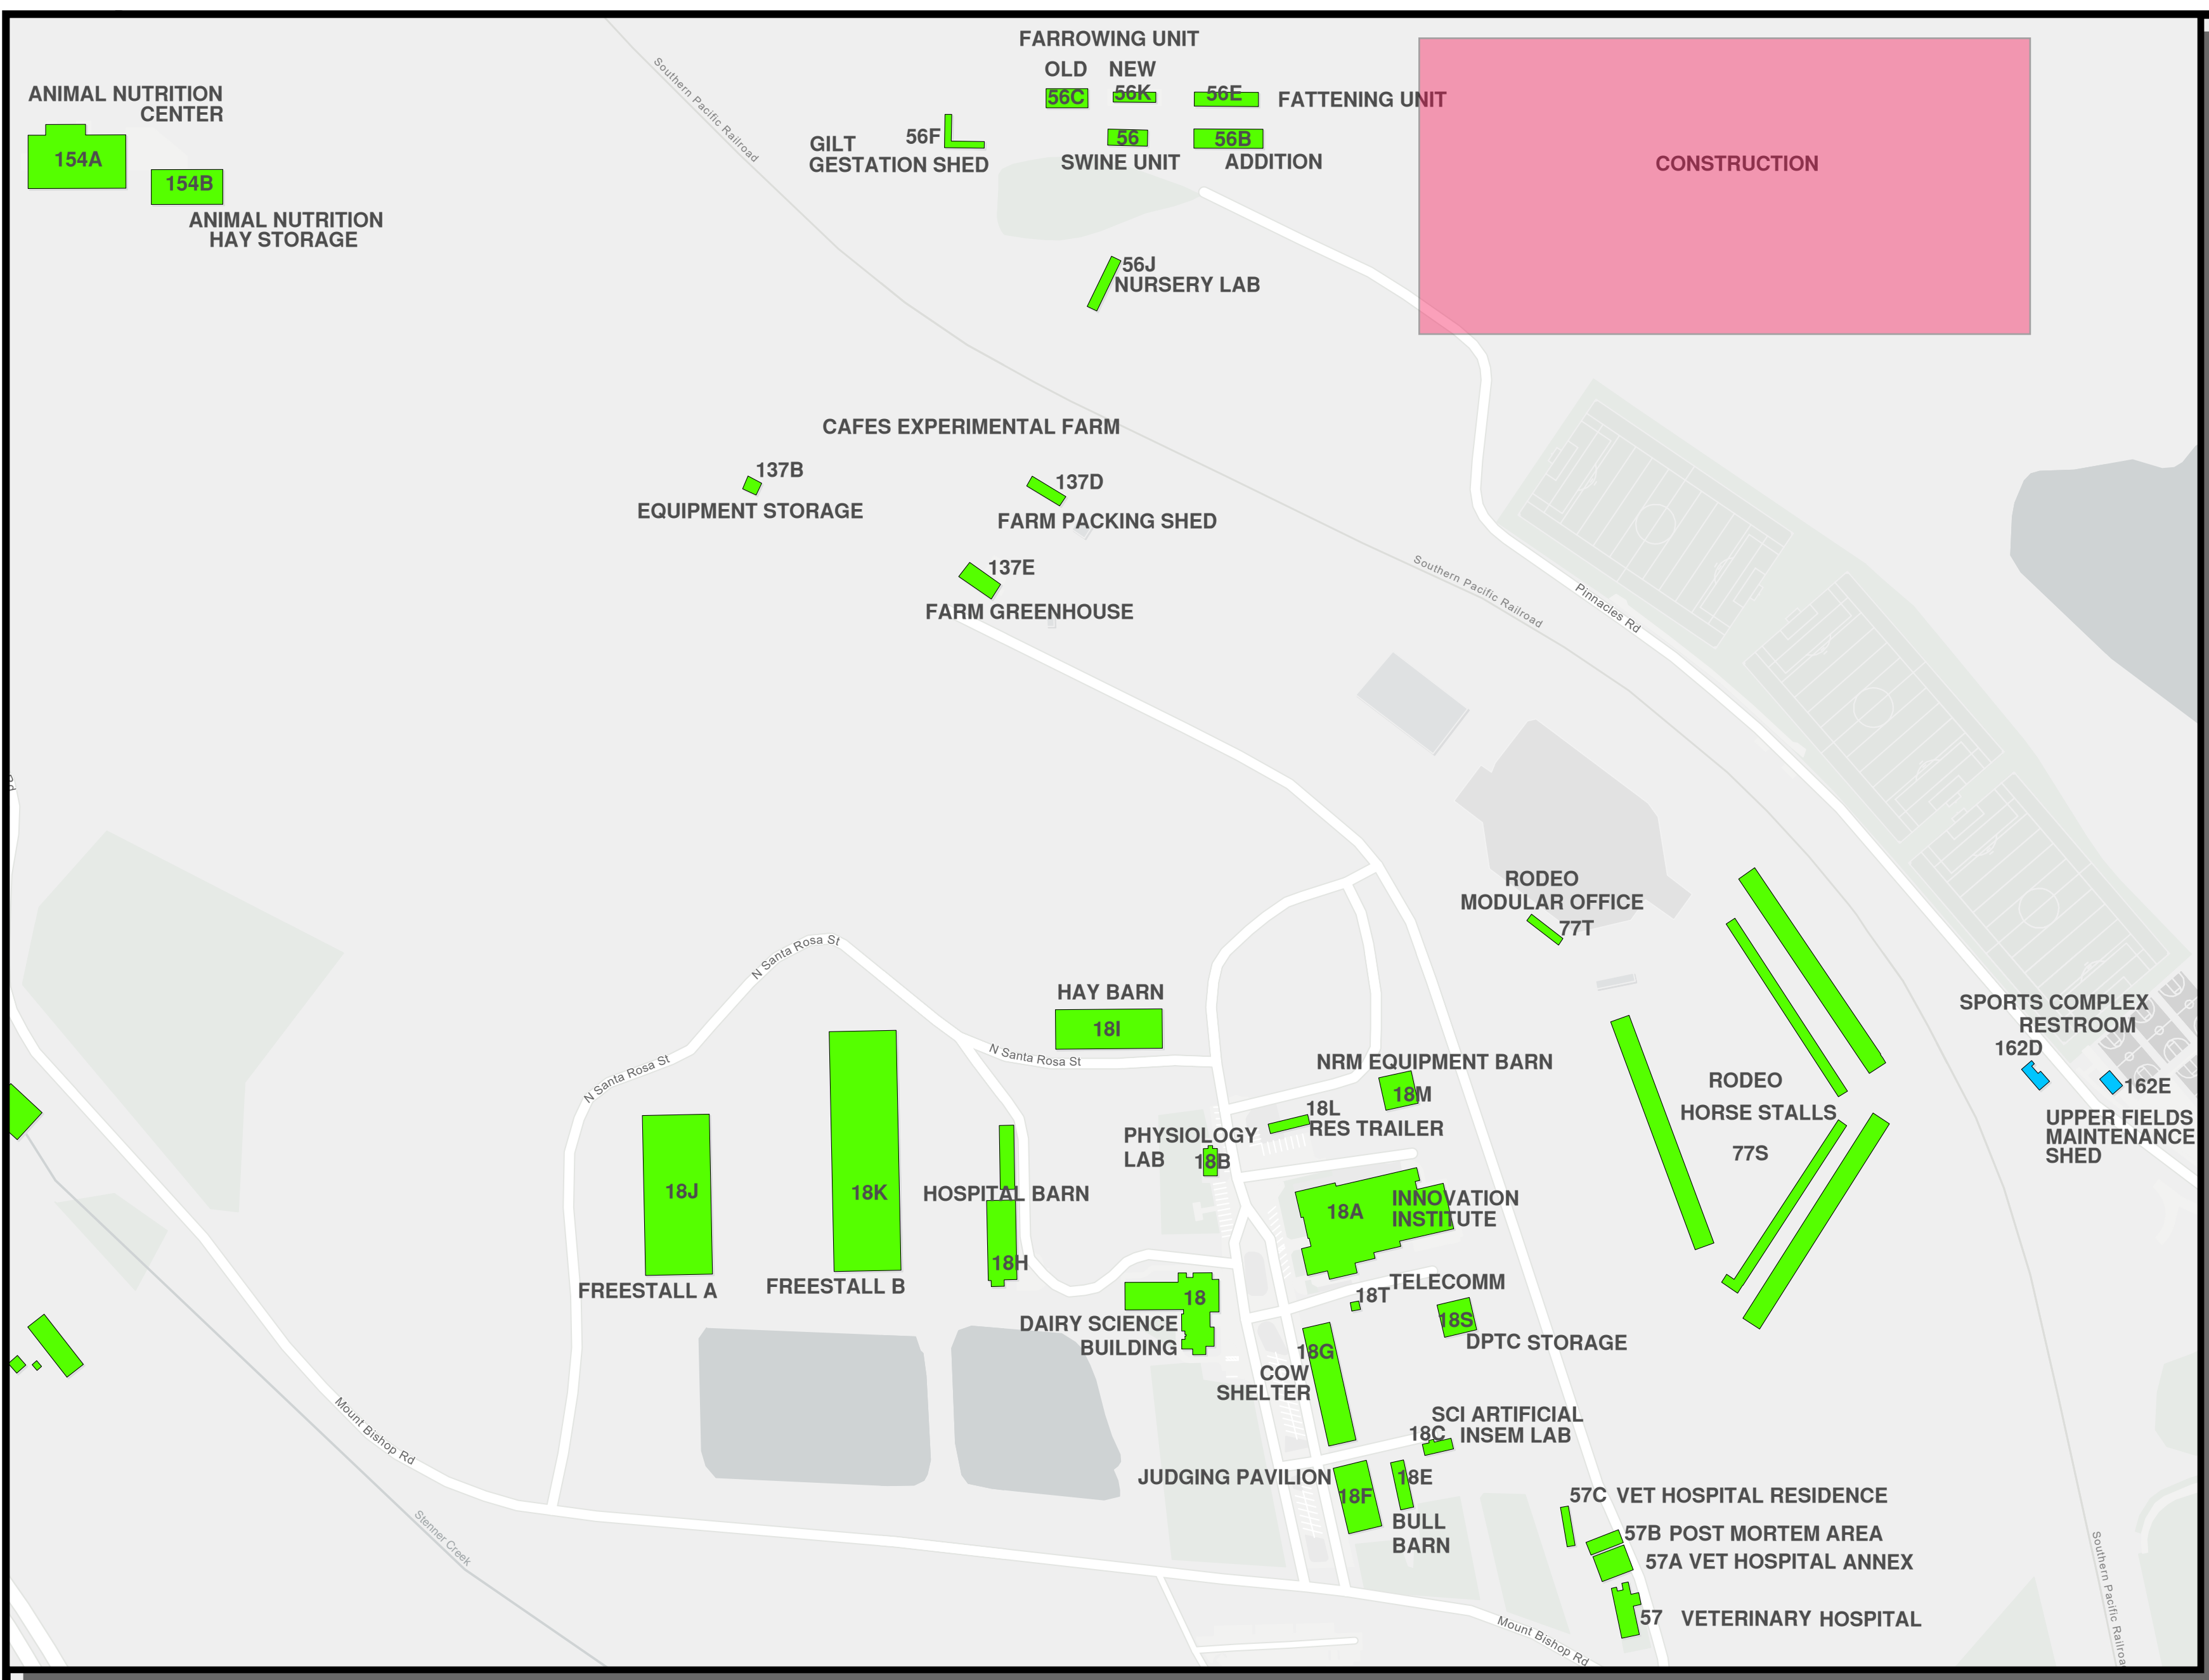 FARROWING UNIT
OLD NEW
56C 56K 56E FATTENING UNIT
ANIMAL NUTRITION
CENTER
154A
154B
ANIMAL NUTRITION
HAY STORAGE
Southern Pacific Railroad
GILT 56F
GESTATION SHED
56 56B
SWINE UNIT ADDITION
CONSTRUCTION
56J
NURSERY LAB
CAFES EXPERIMENTAL FARM
137B
EQUIPMENT STORAGE
137D
FARM PACKING SHED
137E
FARM GREENHOUSE
Southern Pacific Railroad
Pinnacles Rd
RODEO
MODULAR OFFICE
77T
N Santa Rosa St
HAY BARN
18I
N Santa Rosa St
N Santa Rosa St
SPORTS COMPLEX
RESTROOM
162D
162E
UPPER FIELDS
MAINTENANCE
SHED
NRM EQUIPMENT BARN
18M
18L
RES TRAILER
RODEO
HORSE STALLS
77S
PHYSIOLOGY
LAB 18B
18J
FREESTALL A
18K
FREESTALL B
HOSPITAL BARN
18H
18A INNOVATION
INSTITUTE
TELECOMM
18T
18
DAIRY SCIENCE
BUILDING
18S
DPTC STORAGE
18G
COW
SHELTER
SCI ARTIFICIAL
18C INSEM LAB
JUDGING PAVILION
18F
18E
BULL
BARN
57C VET HOSPITAL RESIDENCE
57B POST MORTEM AREA
57A VET HOSPITAL ANNEX
57 VETERINARY HOSPITAL
Mount Bishop Rd
Stenner Creek
Mount Bishop Rd
Southern Pacific Railroa